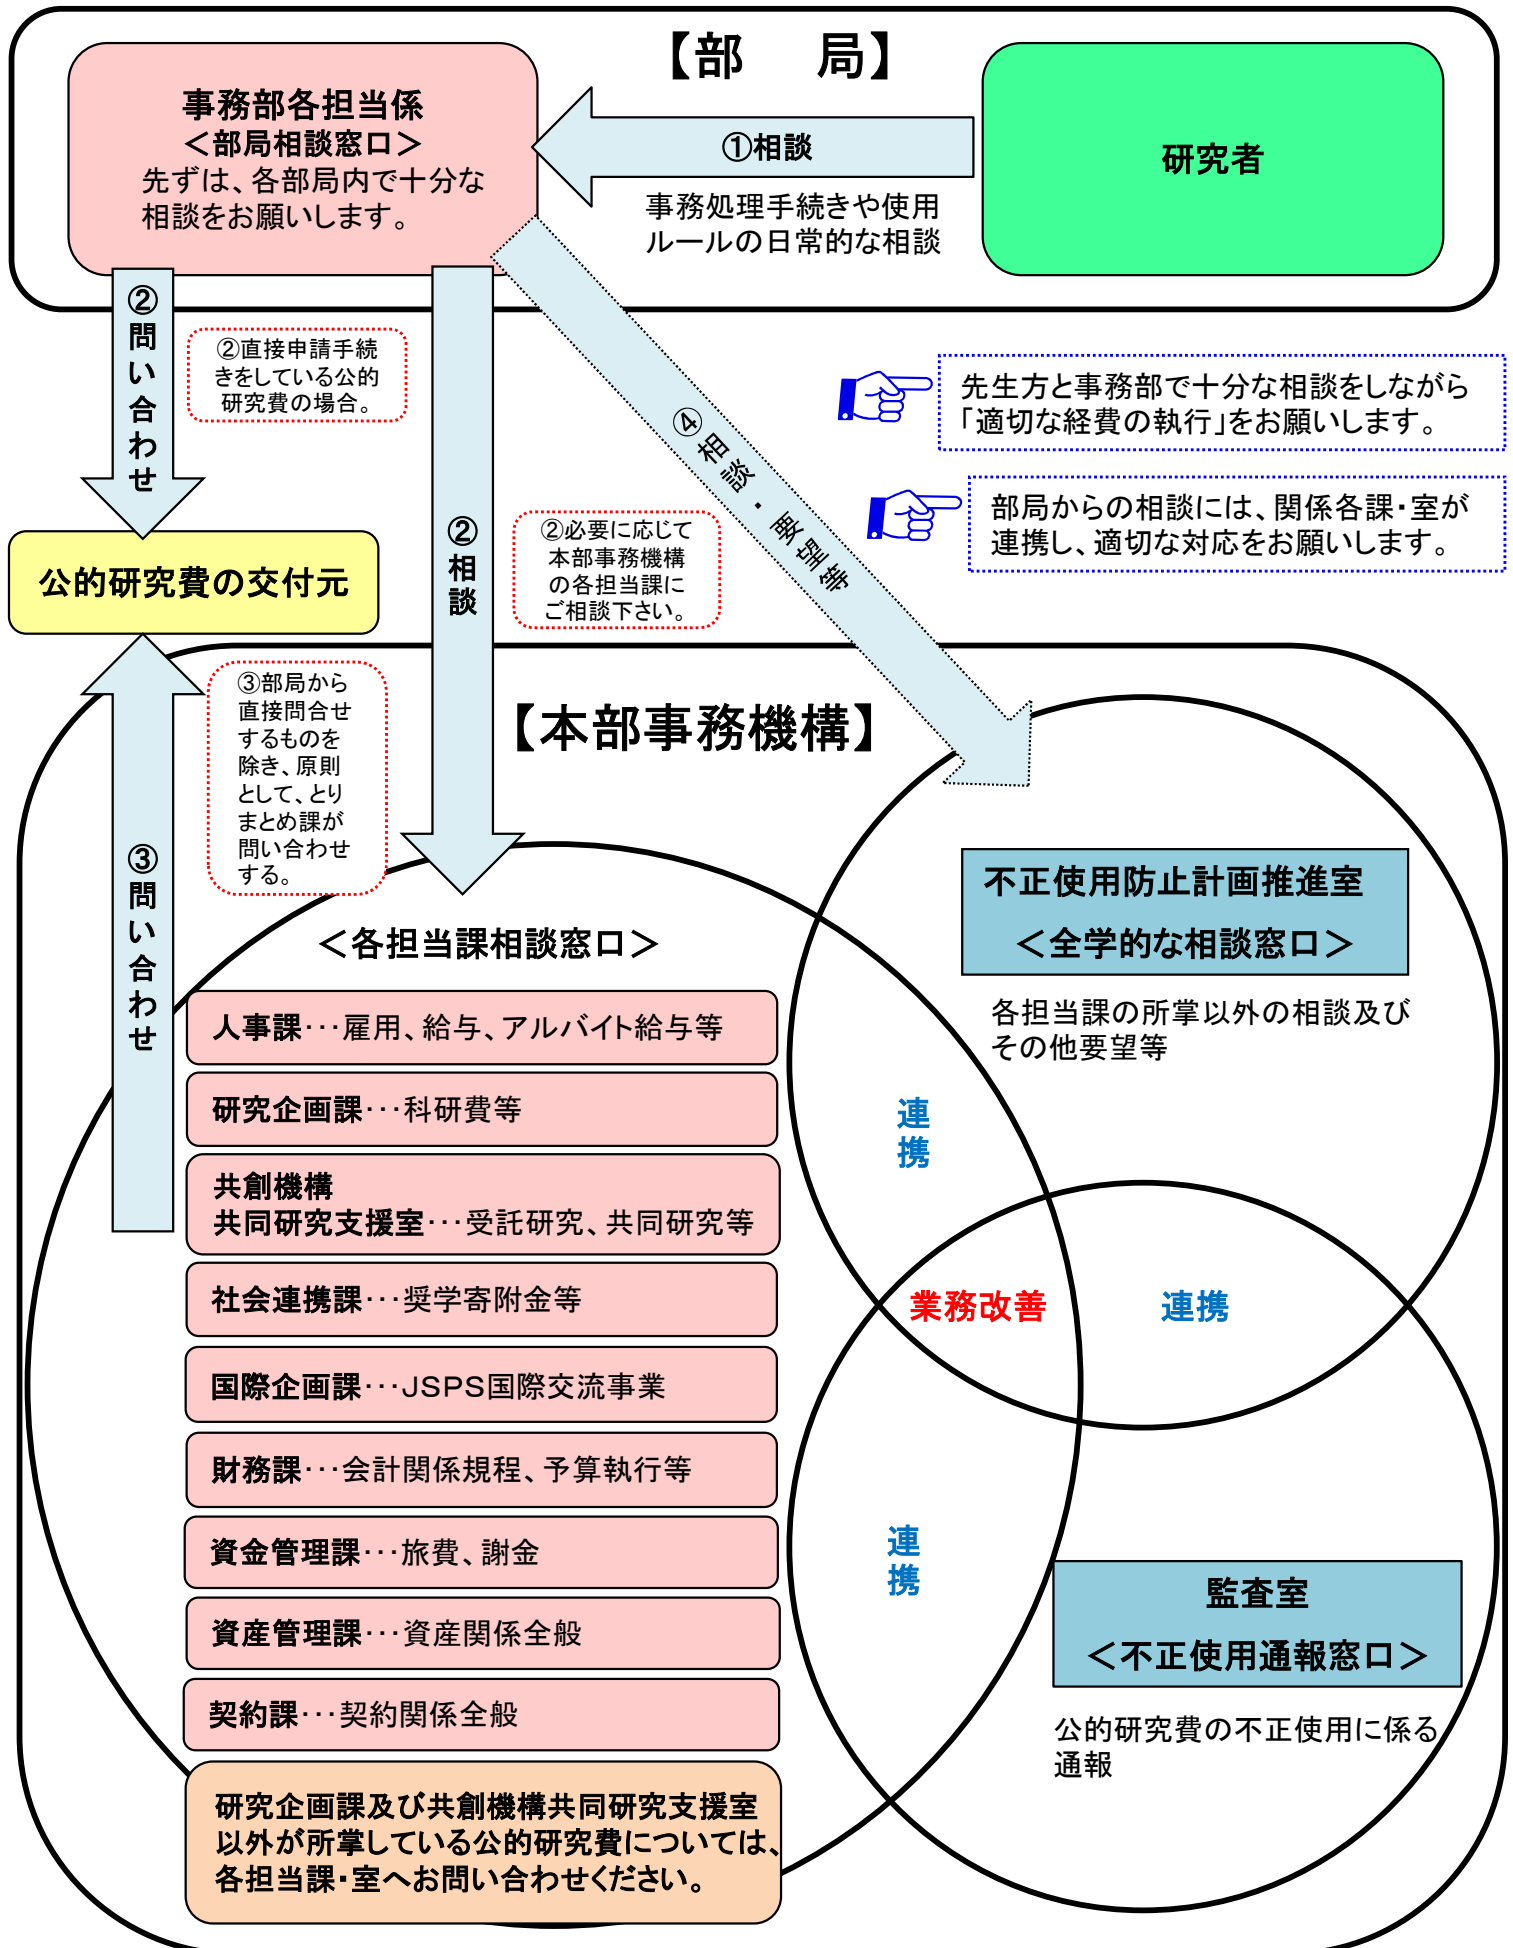 【部　局】
事務部各担当係
＜部局相談窓口＞
先ずは、各部局内で十分な
相談をお願いします。
①相談
事務処理手続きや使用
ルールの日常的な相談
研究者
②問い合わせ
②直接申請手続
きをしている公的
研究費の場合。
②相談
②必要に応じて
本部事務機構
の各担当課に
ご相談下さい。
④相談・要望等
先生方と事務部で十分な相談をしながら
「適切な経費の執行」をお願いします。
部局からの相談には、関係各課・室が
連携し、適切な対応をお願いします。
公的研究費の交付元
③問い合わせ
③部局から
直接問合せ
するものを
除き、原則
として、とり
まとめ課が
問い合わせ
する。
【本部事務機構】
＜各担当課相談窓口＞
人事課･･･雇用、給与、アルバイト給与等
研究企画課･･･科研費等
共創機構
共同研究支援室･･･受託研究、共同研究等
社会連携課･･･奨学寄附金等
国際企画課･･･JSPS国際交流事業
財務課･･･会計関係規程、予算執行等
資金管理課･･･旅費、謝金
資産管理課･･･資産関係全般
契約課･･･契約関係全般
研究企画課及び共創機構共同研究支援室
以外が所掌している公的研究費については、
各担当課・室へお問い合わせください。
不正使用防止計画推進室
＜全学的な相談窓口＞
各担当課の所掌以外の相談及び
その他要望等
連携
業務改善
連携
連携
監査室
＜不正使用通報窓口＞
公的研究費の不正使用に係る
通報